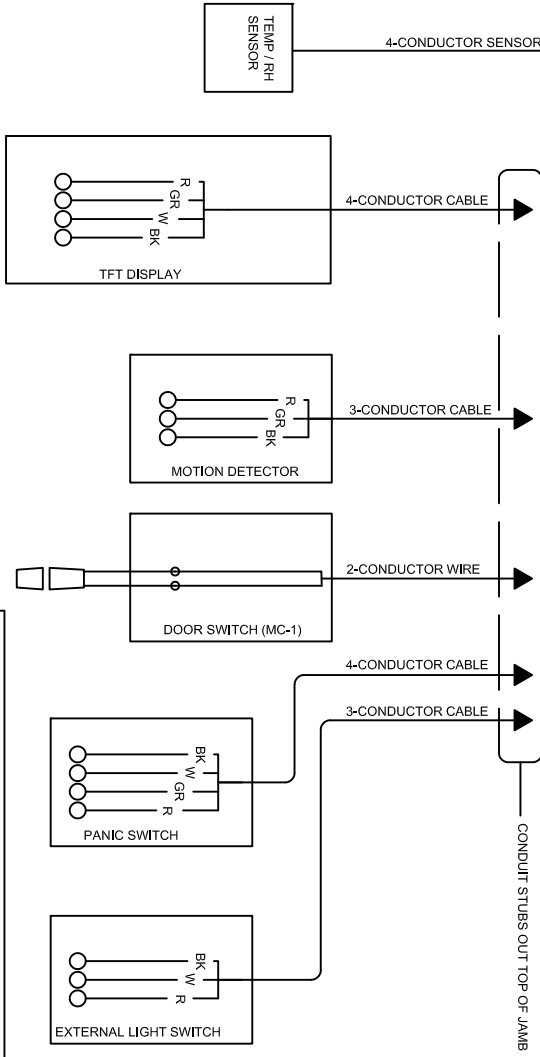 TEMP / RH
SENSOR
4-CONDUCTOR SENSOR
R
GR
W
BK
4-CONDUCTOR CABLE
TFT DISPLAY
R
GR
BK
3-CONDUCTOR CABLE
MOTION DETECTOR
2-CONDUCTOR WIRE
DOOR SWITCH (MC-1)
4-CONDUCTOR CABLE
3-CONDUCTOR CABLE
BK
W
GR
R
PANIC SWITCH
CONDUIT STUBS OUT TOP OF JAMB
BK
W
R
EXTERNAL LIGHT SWITCH